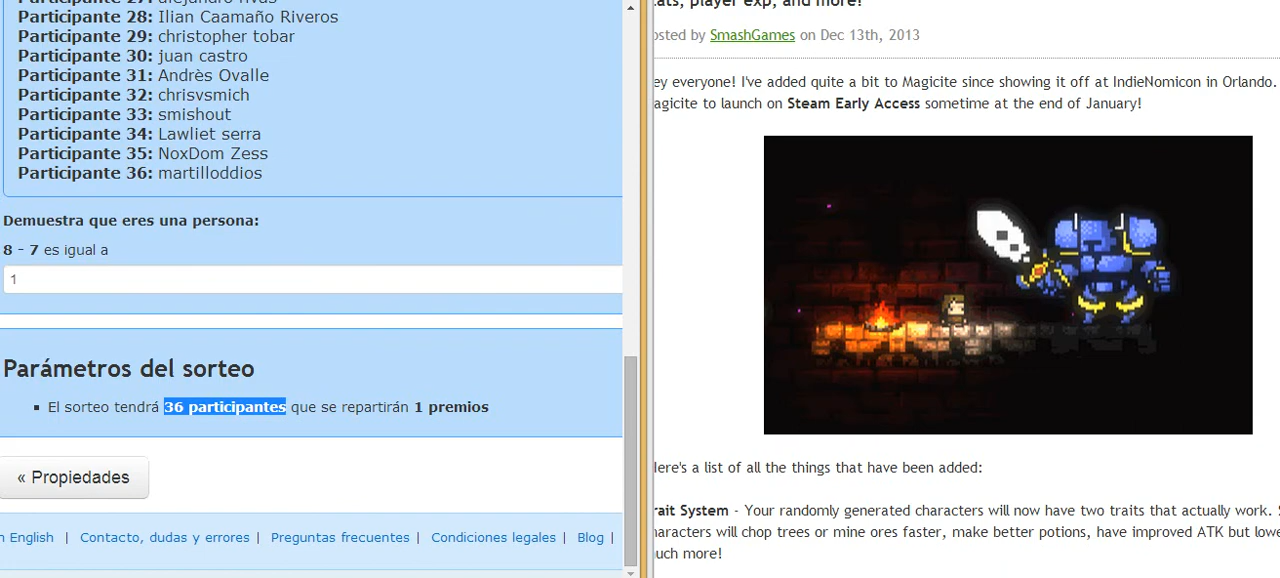 Participante 28: Ilian Caamaño Riveros
Participante 29: christopher tobar
Participante 30: juan castro
Participante 31: Andrès Ovalle
Participante 32: chrisvsmich
Participante 33: smishout
Participante 34: Lawliet serra
Participante 35: NoxDom Zess
Participante 36: martilloddios
Demuestra que eres una persona:
8 - 7 es igual a
1
Parámetros del sorteo
▪ El sorteo tendrá 36 participantes que se repartirán 1 premios
« Propiedades
n English | Contacto, dudas y errores | Preguntas frecuentes | Condiciones legales | Blog |
ats, player exp, and more!
osted by SmashGames on Dec 13th, 2013
ey everyone! I've added quite a bit to Magicite since showing it off at IndieNomicon in Orlando.
agicite to launch on Steam Early Access sometime at the end of January!
Here's a list of all the things that have been added:
rait System - Your randomly generated characters will now have two traits that actually work.
haracters will chop trees or mine ores faster, make better potions, have improved ATK but lowe
uch more!